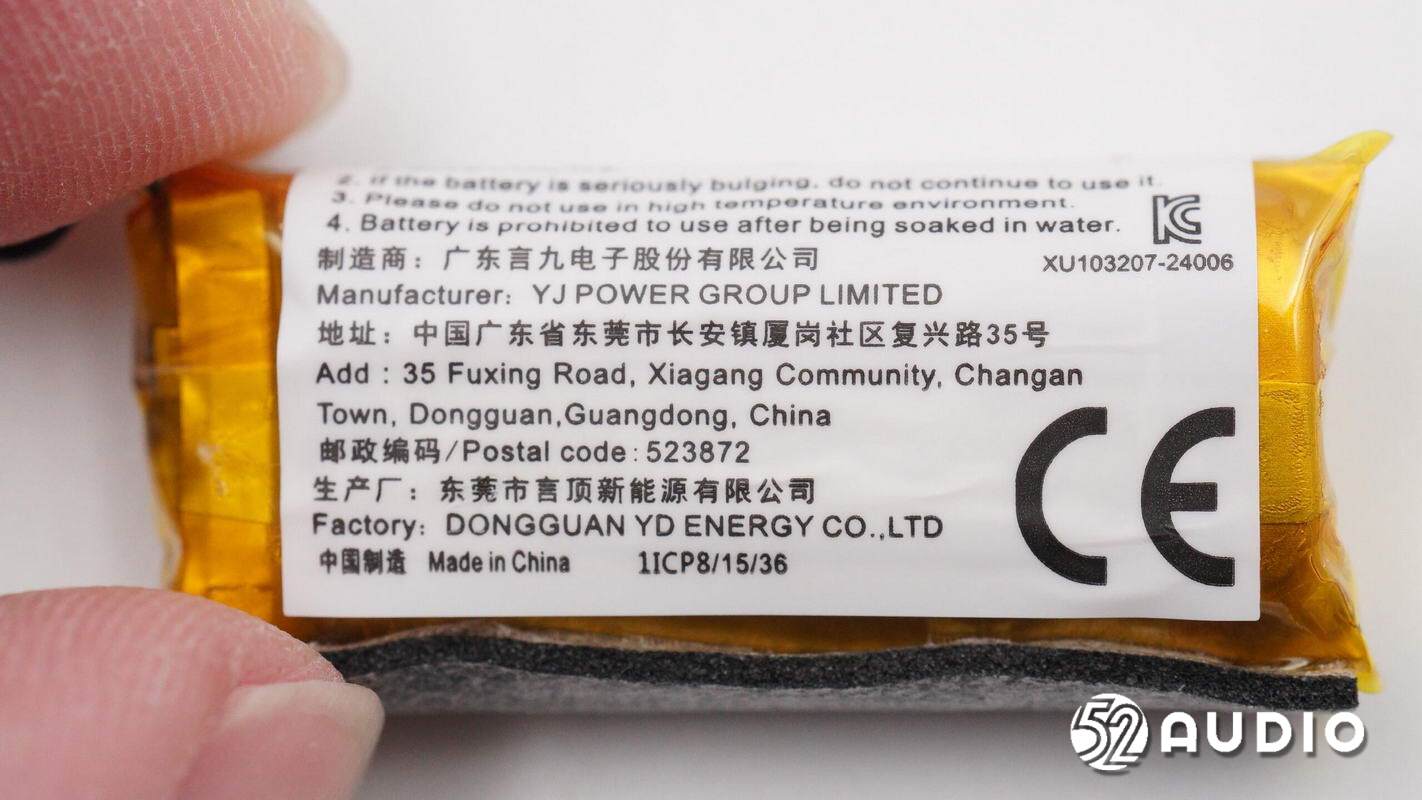 2. If the battery is seriously bulging, do not continue to use it.
3. Please do not use in high temperature environment.
4. Battery is prohibited to use after being soaked in water.
KC
XU103207-24006
制造商：广东言九电子股份有限公司
Manufacturer: YJ POWER GROUP LIMITED
地址：中国广东省东莞市长安镇厦岗社区复兴路35号
Add : 35 Fuxing Road, Xiagang Community, Changan
Town, Dongguan,Guangdong, China
邮政编码/Postal code:523872
生产厂：东莞市言顶新能源有限公司
Factory: DONGGUAN YD ENERGY CO.,LTD
中国制造 Made in China 1ICP8/15/36
CE
52 AUDIO